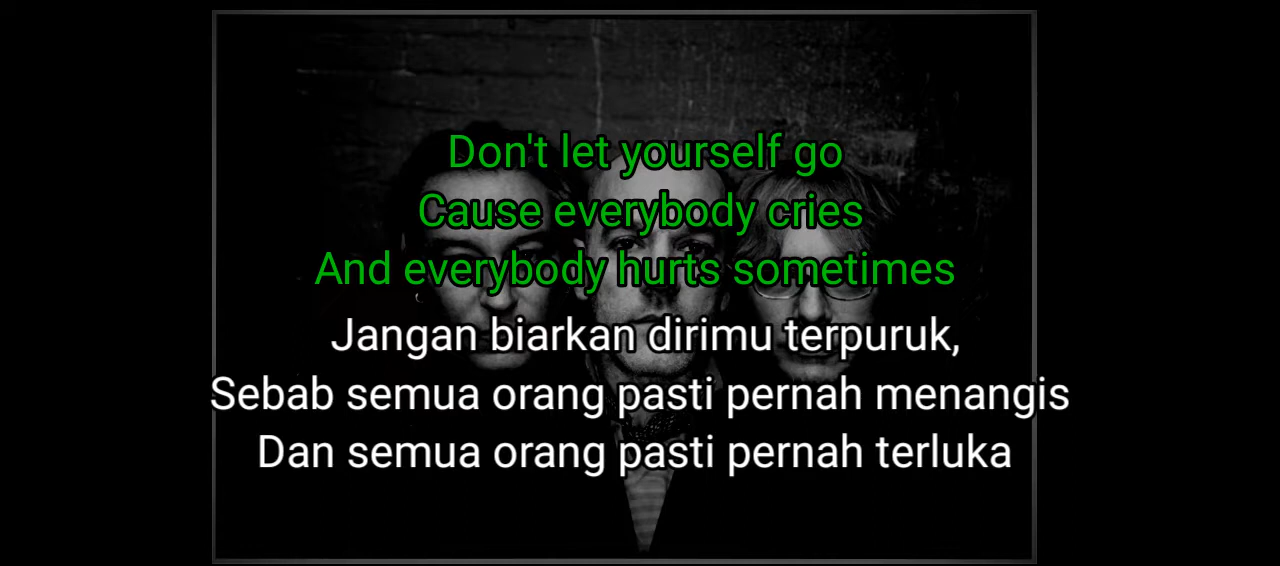 Don't let yourself go
Cause everybody cries
And everybody hurts sometimes
Jangan biarkan dirimu terpuruk,
Sebab semua orang pasti pernah menangis
Dan semua orang pasti pernah terluka